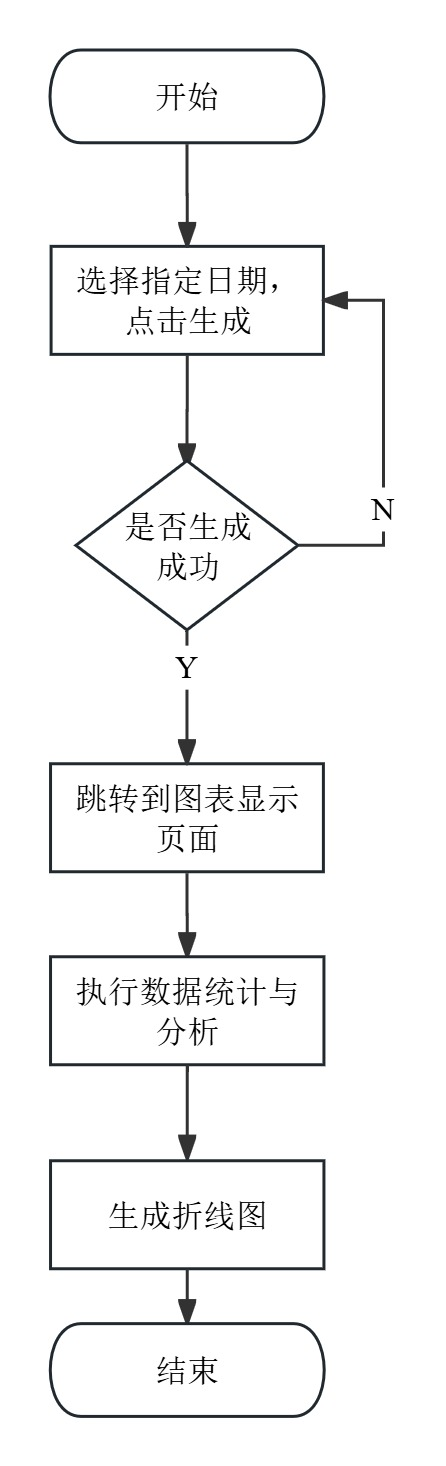 开始
选择指定日期，
点击生成
是否生成
成功
N
Y
跳转到图表显示
页面
执行数据统计与
分析
生成折线图
结束